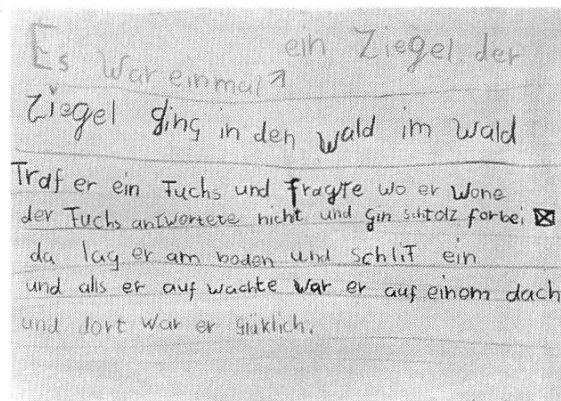 Es war einmal ein Ziegel der
Ziegel ging in den wald im wald
Traf er ein Fuchs und fragte wo er wone
der Fuchs antwortete nicht und gin schtolz forbei
da lag er am boden und schlif ein
und als er auf wachte war er auf einom dach
und dort war er glüklich.